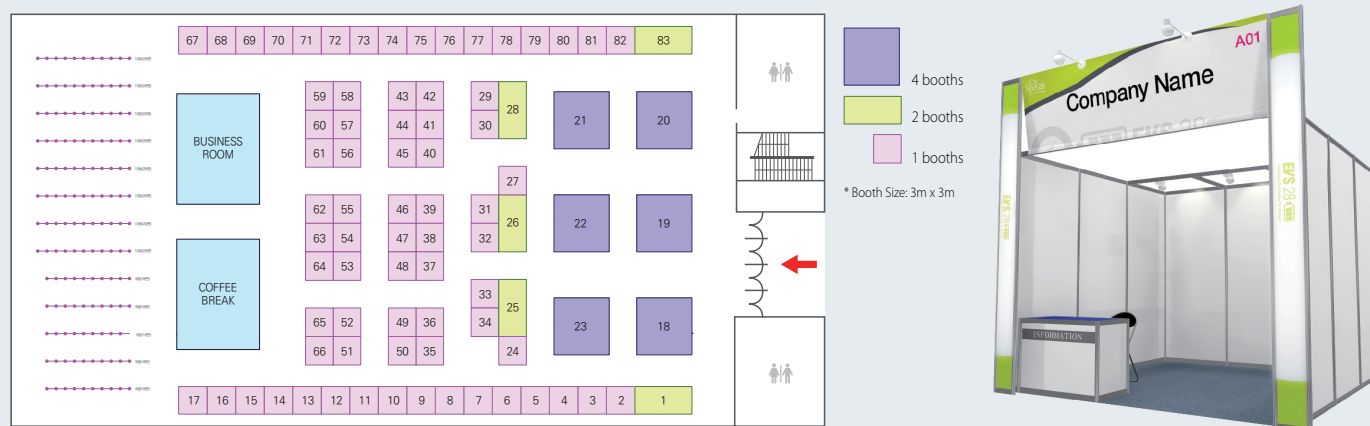 67 68 69 70 71 72 73 74 75 76 77 78 79 80 81 82 83
59 58 43 42 29 28 21 20
60 57 44 41 30
61 56 45 40
BUSINESS
ROOM
27
62 55 46 39 31 26 22 19
63 54 47 38 32
64 53 48 37
COFFEE
BREAK
33 25 23 18
65 52 49 36 34
66 51 50 35 24
17 16 15 14 13 12 11 10 9 8 7 6 5 4 3 2 1
4 booths
2 booths
1 booths
* Booth Size: 3m x 3m
A01
Company Name
EVS 28
EVS 28
INFORMATION